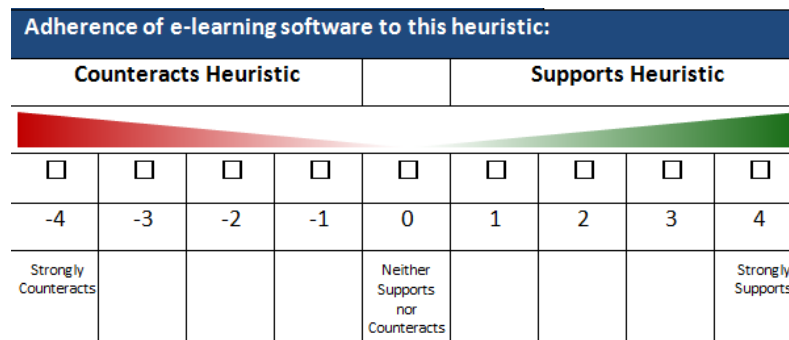 Adherence of e-learning software to this heuristic:
Counteracts Heuristic Supports Heuristic
-4 -3 -2 -1 0 1 2 3 4
Strongly Neither Strongly
Counteracts Supports Supports
nor
Counteracts